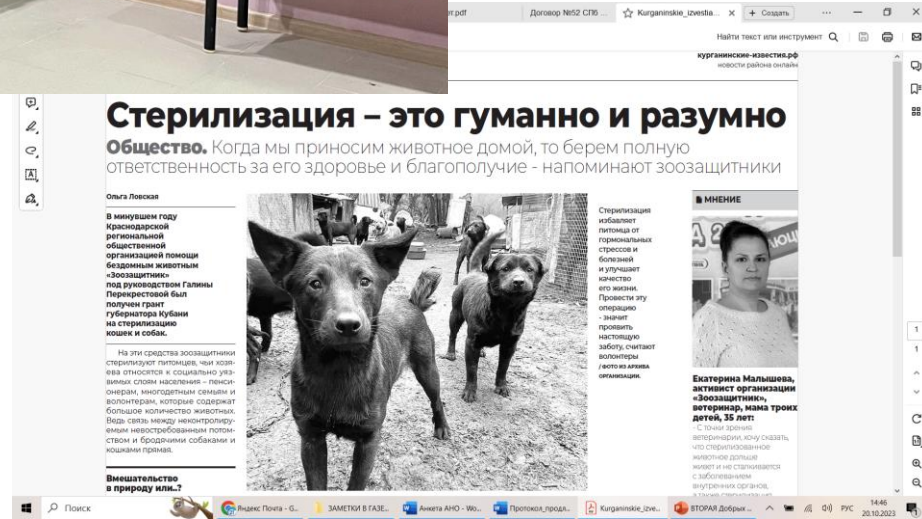 Договор №52 СПб ...
Kurganinskie_izvestia...
+ Создать
Найти текст или инструмент
курганинские-известия.рф
новости района онлайн
Стерилизация – это гуманно и разумно
Общество. Когда мы приносим животное домой, то берем полную
ответственность за его здоровье и благополучие - напоминают зоозащитники
Ольга Ловская
В минувшем году
Краснодарской
региональной
общественной
организацией помощи
бездомным животным
«Зоозащитник»
под руководством Галины
Перекрестовой был
получен грант
губернатора Кубани
на стерилизацию
кошек и собак.
На эти средства зоозащитники
стерилизуют питомцев, чьи хозя-
ева относятся к социально уяз-
вимых слоям населения – пенси-
онерам, многодетным семьям и
волонтерам, которые содержат
большое количество животных.
Ведь связь между неконтролиру-
емым невостребованным потом-
ством и бродячими собаками и
кошками прямая.
Вмешательство
в природу или..?
Стерилизация
избавляет
питомца от
гормональных
стрессов и
болезней
и улучшает
качество
его жизни.
Провести эту
операцию
- значит
проявить
настоящую
заботу, считают
волонтеры
/ ФОТО ИЗ АРХИВА
ОРГАНИЗАЦИИ.
МНЕНИЕ
Екатерина Малышева,
активист организации
«Зоозащитник»,
ветеринар, мама троих
детей, 35 лет:
- С точки зрения
ветеринарии, хочу сказать,
что стерилизованное
животное дольше
живет и не сталкивается
с заболеванием
внутренних органов,
1
1
Поиск
Яндекс Почта - G...
ЗАМЕТКИ В ГАЗЕ...
Анкета АНО - Wo...
Протокол_продл...
Kurganinskie_izve...
ВТОРАЯ Добрых ...
РУС
14:46
20.10.2023